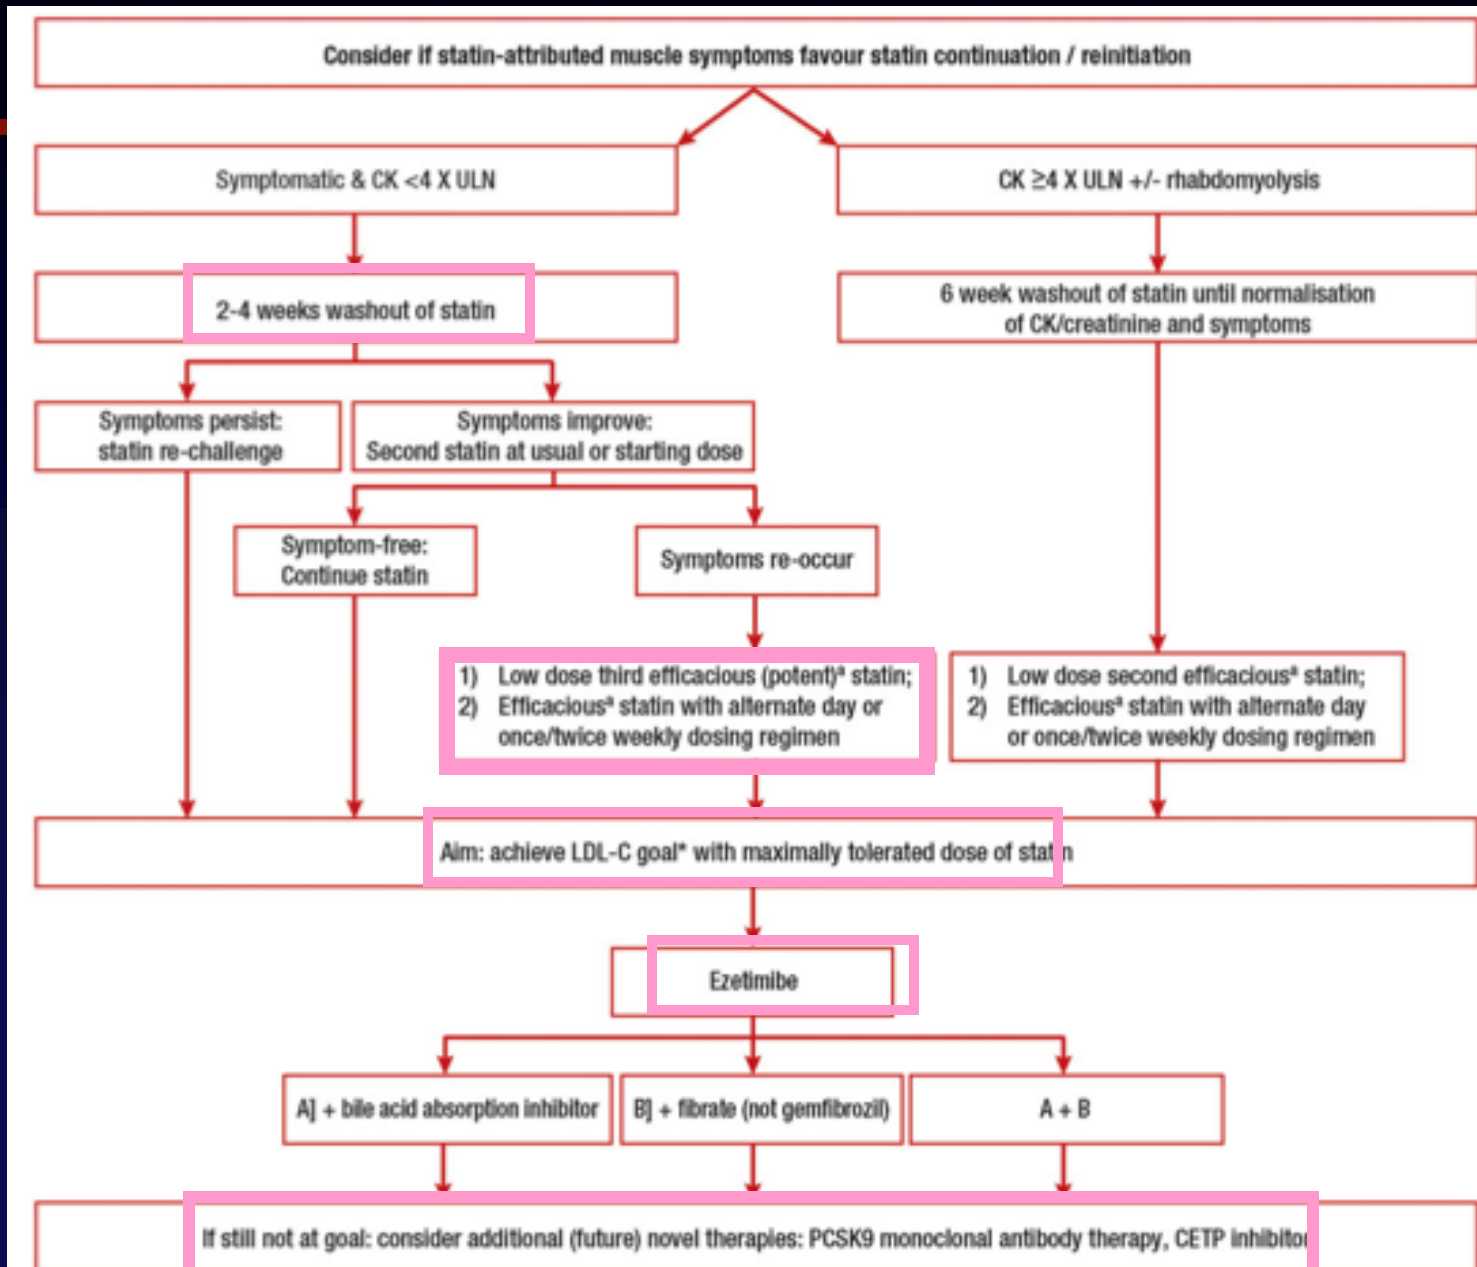 Consider if statin-attributed muscle symptoms favour statin continuation / reinitiation
Symptomatic & CK <4 X ULN
CK ≥4 X ULN +/- rhabdomyolysis
2-4 weeks washout of statin
6 week washout of statin until normalisation
of CK/creatinine and symptoms
Symptoms persist:
statin re-challenge
Symptoms improve:
Second statin at usual or starting dose
Symptom-free:
Continue statin
Symptoms re-occur
1) Low dose third efficacious (potent)ª statin;
2) Efficaciousª statin with alternate day or
once/twice weekly dosing regimen
1) Low dose second efficaciousª statin;
2) Efficaciousª statin with alternate day
or once/twice weekly dosing regimen
Aim: achieve LDL-C goal* with maximally tolerated dose of statin
Ezetimibe
A] + bile acid absorption inhibitor
B] + fibrate (not gemfibrozil)
A + B
If still not at goal: consider additional (future) novel therapies: PCSK9 monoclonal antibody therapy, CETP inhibitor